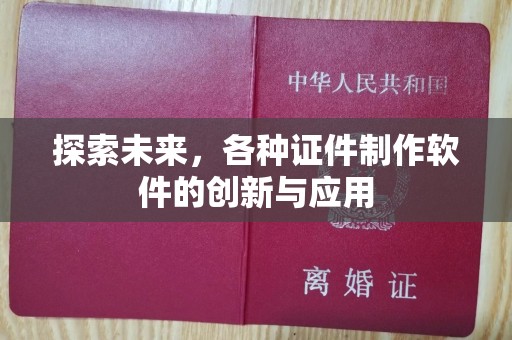 中华人民共和国
探索未来，各种证件制作软
件的创新与应用
离婚证